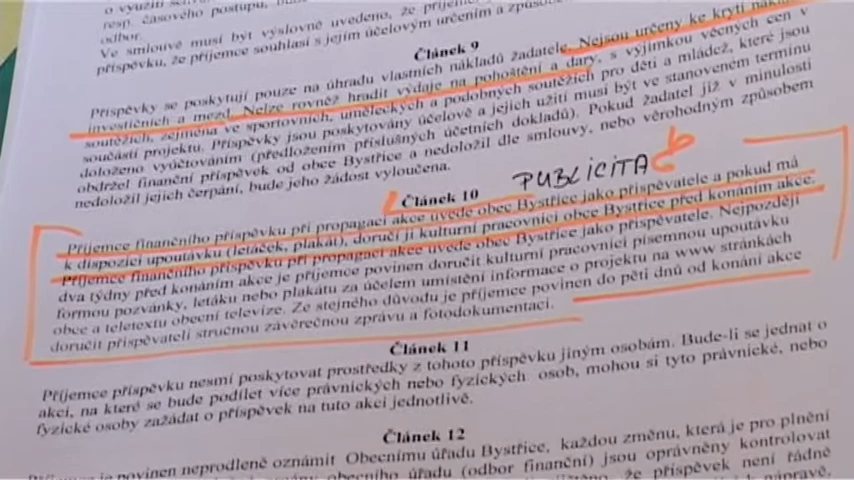 o využití
resp. časového postupu,
odbor.
Ve smlouvě musí být výslovně uvedeno, že příjemce
příspěvku, že příjemce souhlasí s jejím účelovým určením a způsobem
Článek 9
Příspěvky se poskytují pouze na úhradu vlastních nákladů žadatele. Nejsou určeny ke krytí nákladů
investičních a mezd. Nelze rovněž hradit výdaje na pohoštění a dary, s výjimkou věcných cen v
soutěžích, zejména ve sportovních, uměleckých a podobných soutěžích pro děti a mládež, které jsou
součástí projektu. Příspěvky jsou poskytovány účelově a jejich užití musí být ve stanoveném termínu
doloženo vyúčtováním (předložením příslušných účetních dokladů). Pokud žadatel již v minulosti
obdržel finanční příspěvek od obce Bystřice a nedoložil dle smlouvy, nebo věrohodným způsobem
nedoložil jejich čerpání, bude jeho žádost vyloučena.
Článek 10 PUBLICITA
Příjemce finančního příspěvku při propagaci akce uvede obec Bystřice jako přispěvatele a pokud má
k dispozici upoutávku (letáček, plakát), doručí ji kulturní pracovnici obce Bystřice před konáním akce.
Příjemce finančního příspěvku při propagaci akce uvede obec Bystřice jako přispěvatele. Nejpozději
dva týdny před konáním akce je příjemce povinen doručit kulturní pracovnici písemnou upoutávku
formou pozvánky, letáku nebo plakátu za účelem umístění informace o projektu na www stránkách
obce a teletextu obecní televize. Ze stejného důvodu je příjemce povinen do pěti dnů od konání akce
doručit přispěvateli stručnou závěrečnou zprávu a fotodokumentaci.
Článek 11
Příjemce příspěvku nesmí poskytovat prostředky z tohoto příspěvku jiným osobám. Bude-li se jednat o
akci, na které se bude podílet více právnických nebo fyzických osob, mohou si tyto právnické, nebo
fyzické osoby zažádat o příspěvek na tuto akci jednotlivě.
Článek 12
Příjemce je povinen neprodleně oznámit Obecnímu úřadu Bystřice, každou změnu, která je pro plnění
obecního úřadu (odbor finanční) jsou oprávněny kontrolovat
že příspěvek není řádně
nápravě,